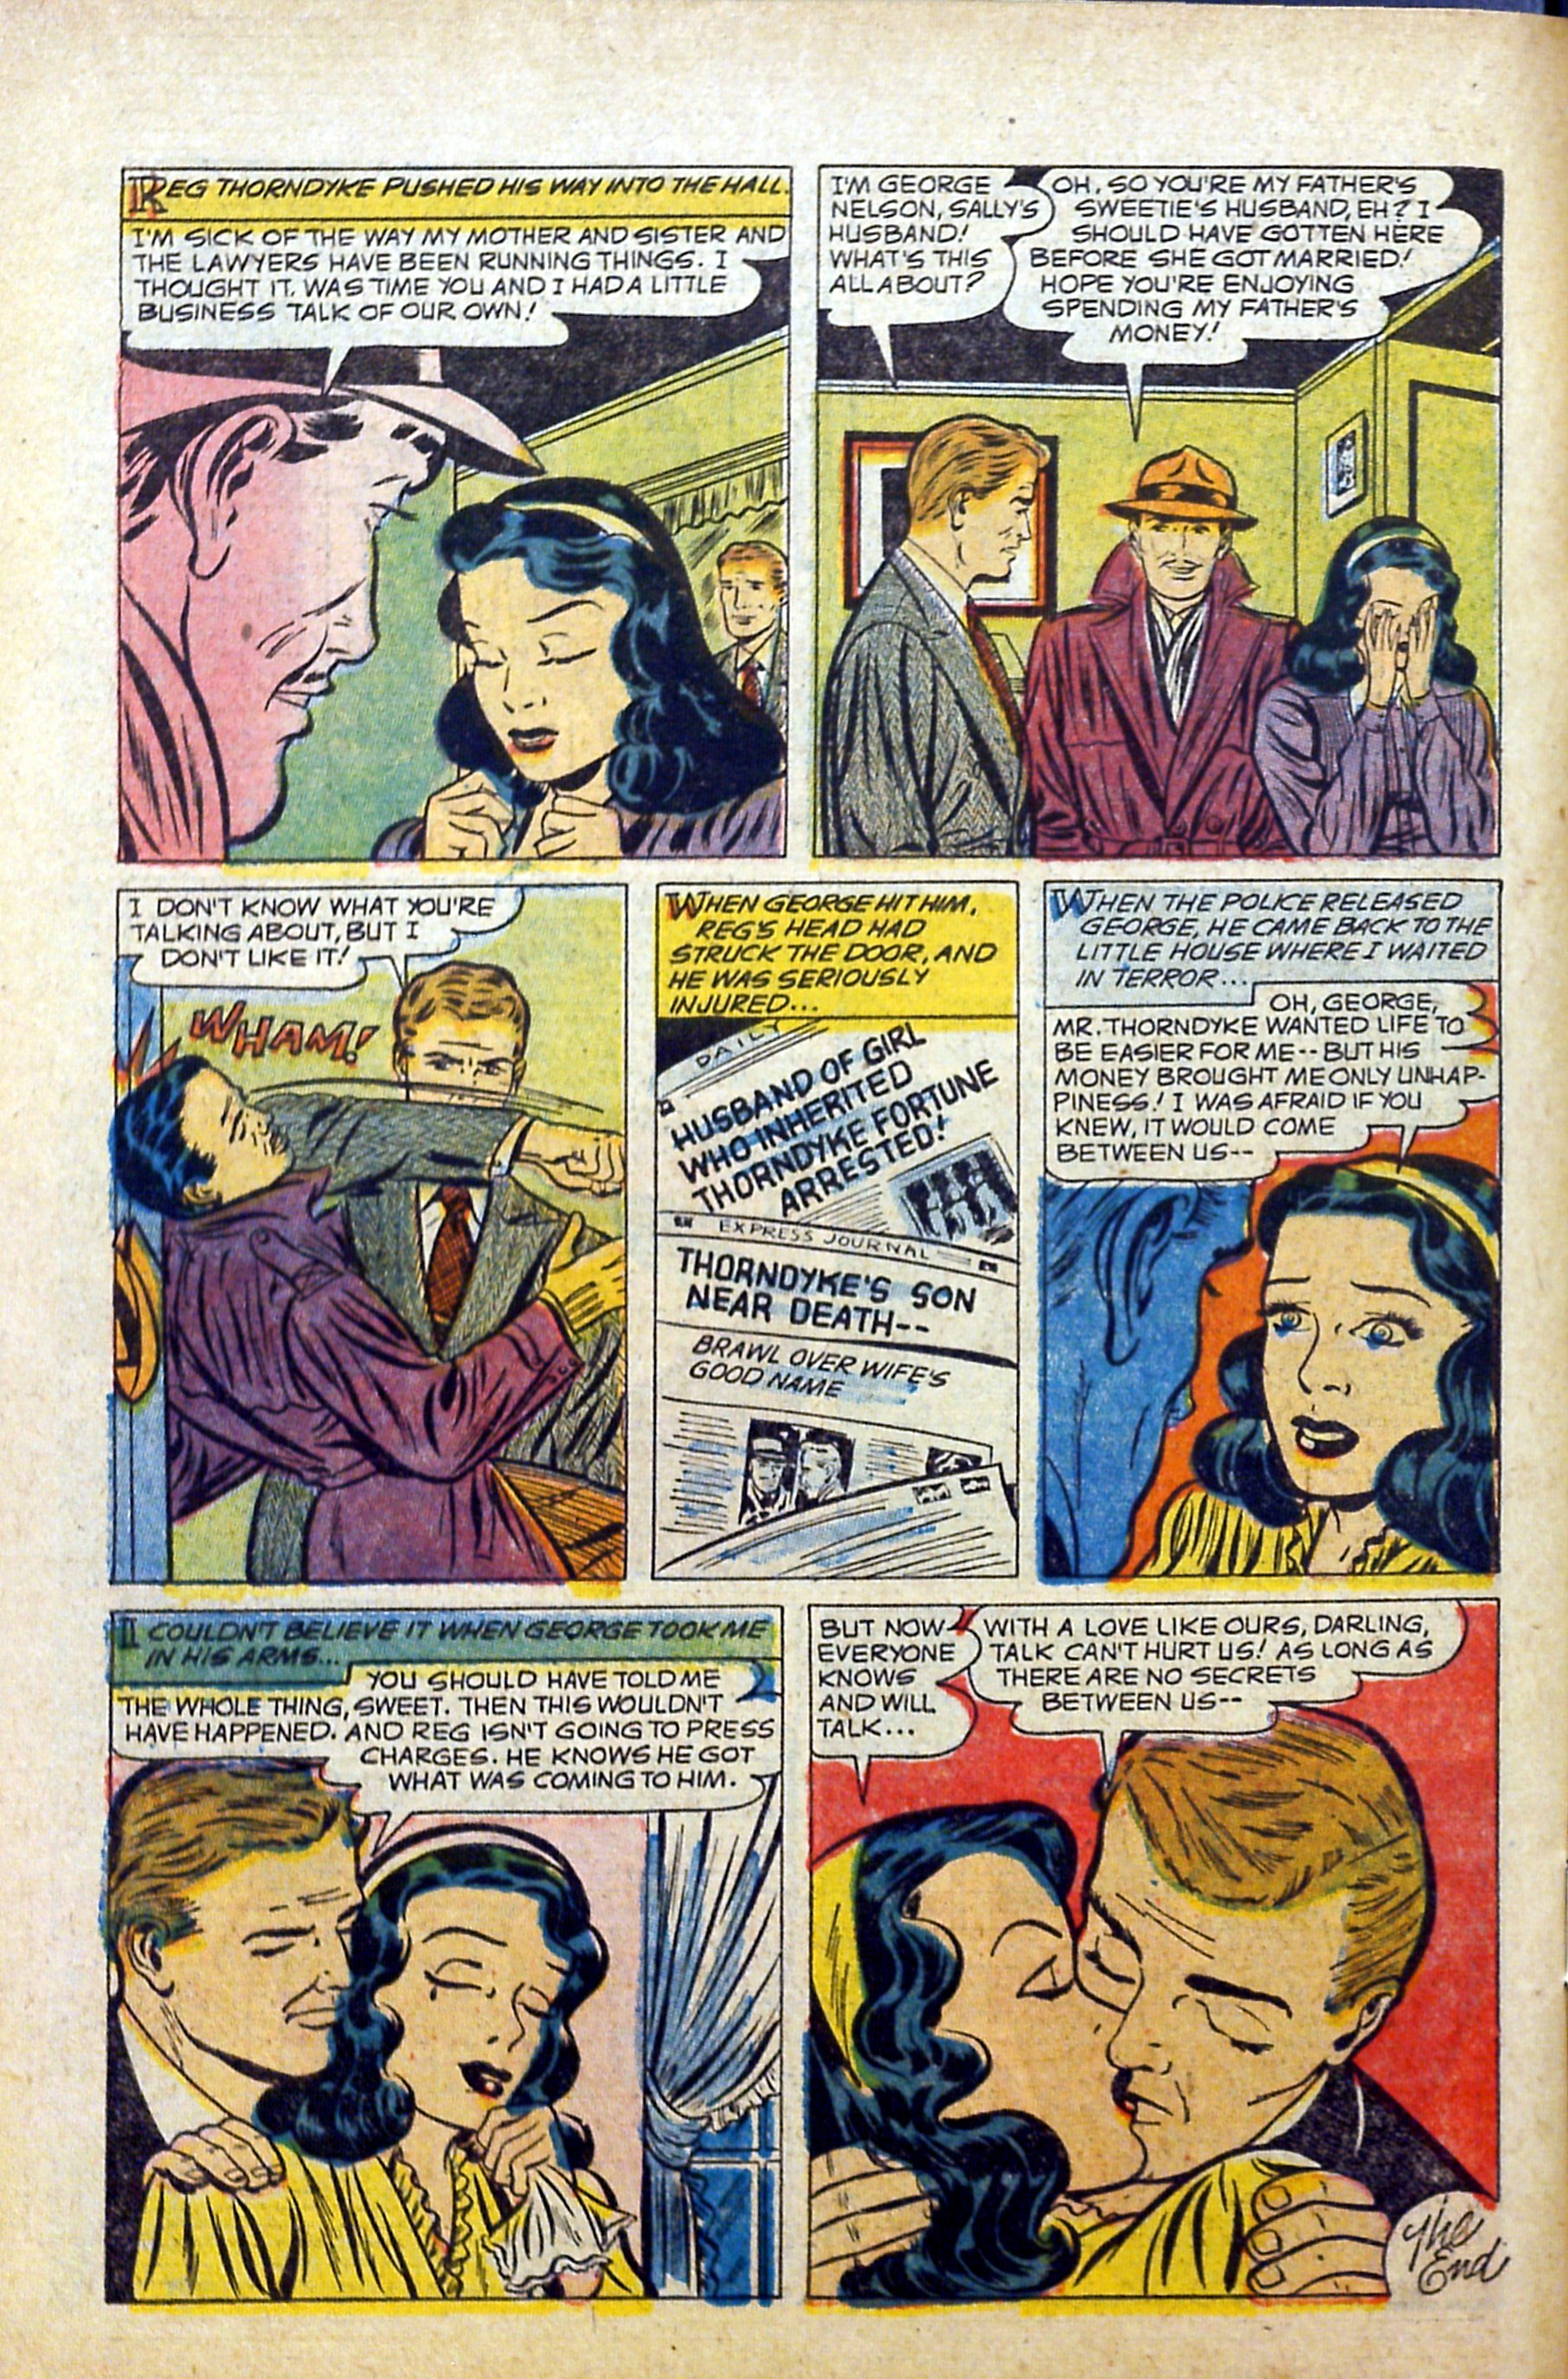 REG THORNDYKE PUSHED HIS WAY INTO THE HALL.
I'M SICK OF THE WAY MY MOTHER AND SISTER AND
THE LAWYERS HAVE BEEN RUNNING THINGS. I
THOUGHT IT WAS TIME YOU AND I HAD A LITTLE
BUSINESS TALK OF OUR OWN!
I'M GEORGE
NELSON, SALLY'S
HUSBAND!
WHAT'S THIS
ALL ABOUT?
OH, SO YOU'RE MY FATHER'S
SWEETIE'S HUSBAND, EH? I
SHOULD HAVE GOTTEN HERE
BEFORE SHE GOT MARRIED!
HOPE YOU'RE ENJOYING
SPENDING MY FATHER'S
MONEY!
I DON'T KNOW WHAT YOU'RE
TALKING ABOUT, BUT I
DON'T LIKE IT!
WHAM!
WHEN GEORGE HIT HIM,
REG'S HEAD HAD
STRUCK THE DOOR, AND
HE WAS SERIOUSLY
INJURED...
DAILY
HUSBAND OF GIRL
WHO INHERITED
THORNDYKE FORTUNE
ARRESTED!
EXPRESS JOURNAL
THORNDYKE'S SON
NEAR DEATH--
BRAWL OVER WIFE'S
GOOD NAME
WHEN THE POLICE RELEASED
GEORGE, HE CAME BACK TO THE
LITTLE HOUSE WHERE I WAITED
IN TERROR...
OH, GEORGE,
MR. THORNDYKE WANTED LIFE TO
BE EASIER FOR ME-- BUT HIS
MONEY BROUGHT ME ONLY UNHAP-
PINESS! I WAS AFRAID IF YOU
KNEW, IT WOULD COME
BETWEEN US--
I COULDN'T BELIEVE IT WHEN GEORGE TOOK ME
IN HIS ARMS...
YOU SHOULD HAVE TOLD ME
THE WHOLE THING, SWEET. THEN THIS WOULDN'T
HAVE HAPPENED. AND REG ISN'T GOING TO PRESS
CHARGES. HE KNOWS HE GOT
WHAT WAS COMING TO HIM.
BUT NOW
EVERYONE
KNOWS
AND WILL
TALK...
WITH A LOVE LIKE OURS, DARLING,
TALK CAN'T HURT US! AS LONG AS
THERE ARE NO SECRETS
BETWEEN US--
The
End